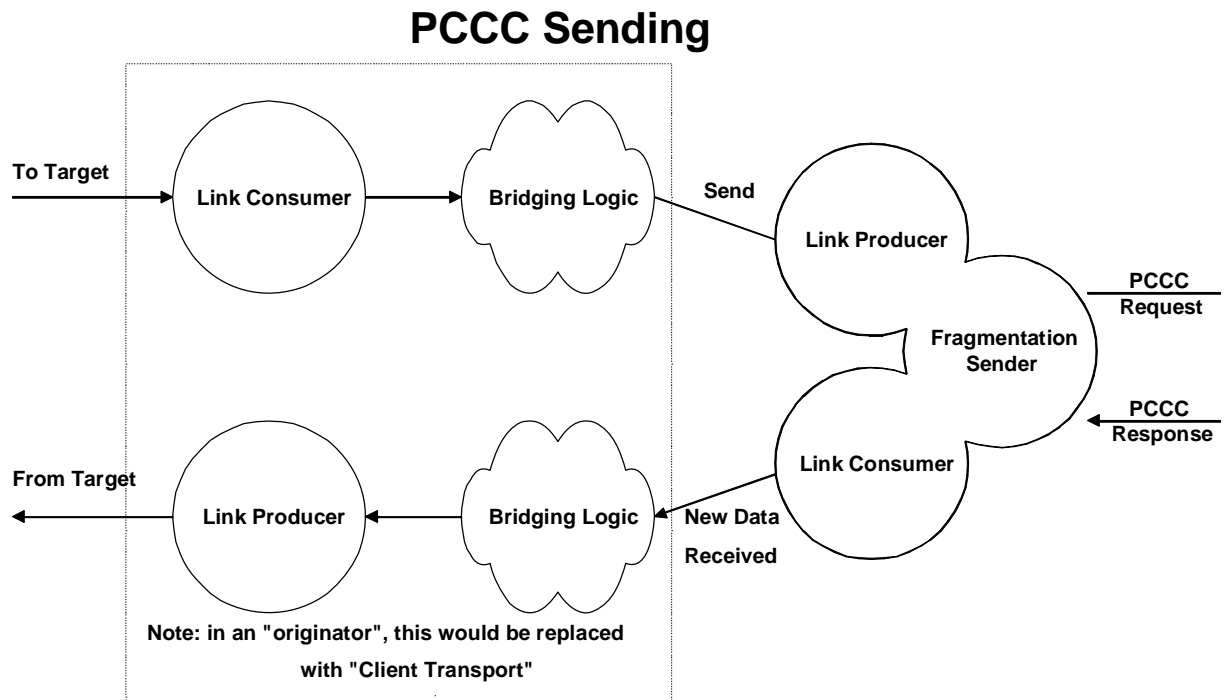 PCCC Sending
To Target
Link Consumer
Bridging Logic
Send
Link Producer
PCCC
Request
Fragmentation
Sender
PCCC
Response
Link Consumer
From Target
Link Producer
Bridging Logic
New Data
Received
Note: in an "originator", this would be replaced
with "Client Transport"